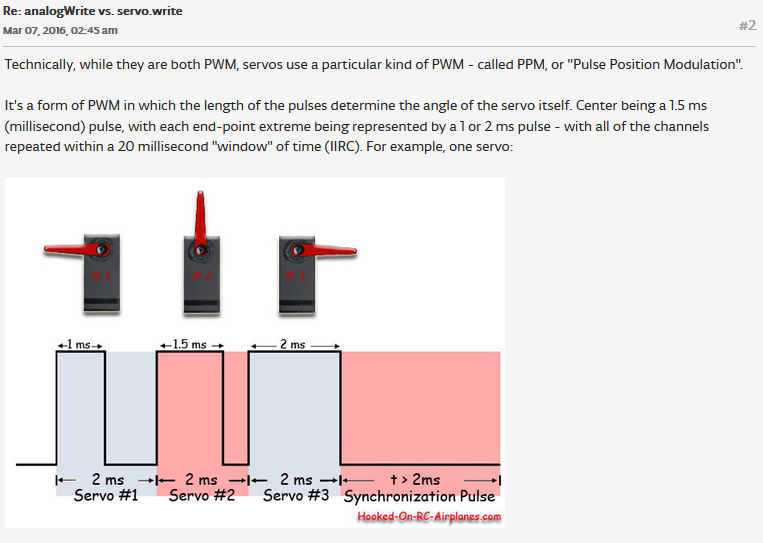 Re: analogWrite vs. servo.write
Mar 07, 2016, 02:45 am
#2
Technically, while they are both PWM, servos use a particular kind of PWM - called PPM, or "Pulse Position Modulation".
It's a form of PWM in which the length of the pulses determine the angle of the servo itself. Center being a 1.5 ms
(millisecond) pulse, with each end-point extreme being represented by a 1 or 2 ms pulse - with all of the channels
repeated within a 20 millisecond "window" of time (IIRC). For example, one servo:
#1 #2 #3
1 ms 1.5 ms 2 ms
2 ms 2 ms 2 ms t > 2ms
Servo #1 Servo #2 Servo #3 Synchronization Pulse
Hooked-On-RC-Airplanes.com